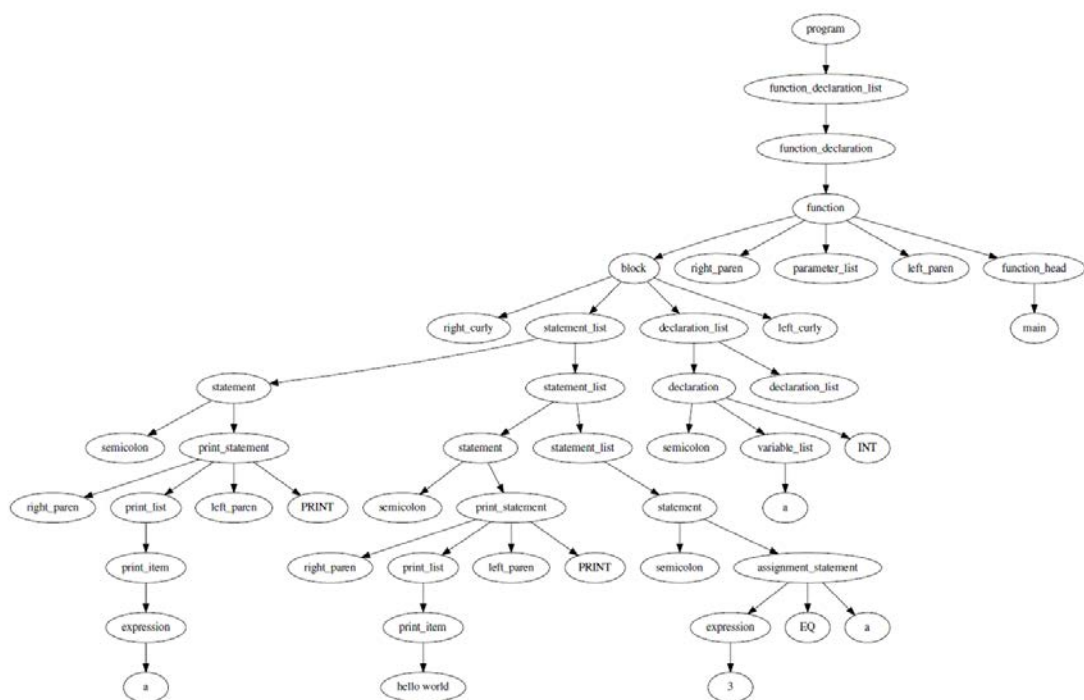 program
function_declaration_list
function_declaration
function
block right_paren parameter_list left_paren function_head
right_curly statement_list declaration_list left_curly main
statement statement_list declaration declaration_list
semicolon print_statement statement statement_list semicolon variable_list INT
right_paren print_list left_paren PRINT semicolon print_statement statement a
print_item right_paren print_list left_paren PRINT semicolon assignment_statement
expression print_item expression EQ a
a hello world 3